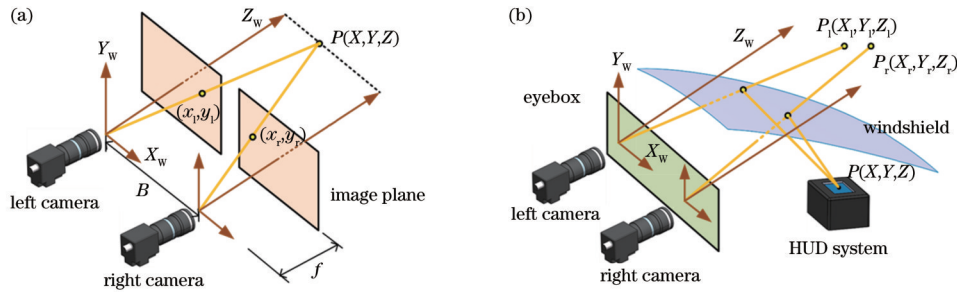 (a)
Z_W
P(X,Y,Z)
Y_W
(x_l,y_l)
(x_r,y_r)
X_W
B
left camera
image plane
right camera
f
(b)
P_l(X_l,Y_l,Z_l)
Z_W
P_r(X_r,Y_r,Z_r)
Y_W
eyebox
windshield
X_W
P(X,Y,Z)
left camera
HUD system
right camera